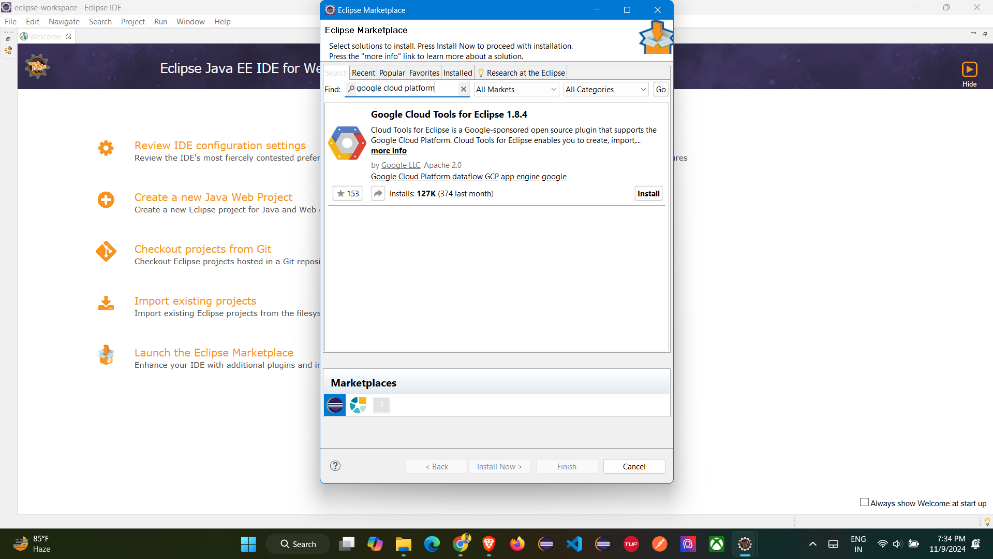 eclipse-workspace - Eclipse IDE
File Edit Navigate Search Project Run Window Help
Welcome
Eclipse Java EE IDE for We
Hide
Review IDE configuration settings
Review the IDE's most fiercely contested prefer
ures
Create a new Java Web Project
Create a new Eclipse project for Java and Web
Checkout projects from Git
Checkout Eclipse projects hosted in a Git reposi
Import existing projects
Import existing Eclipse projects from the filesys
Launch the Eclipse Marketplace
Enhance your IDE with additional plugins and in
Always show Welcome at start up
Eclipse Marketplace
Eclipse Marketplace
Select solutions to install. Press Install Now to proceed with installation.
Press the "more info" link to learn more about a solution.
Search Recent Popular Favorites Installed Research at the Eclipse
Find: google cloud platform All Markets All Categories Go
Google Cloud Tools for Eclipse 1.8.4
Cloud Tools for Eclipse is a Google-sponsored open source plugin that supports the
Google Cloud Platform. Cloud Tools for Eclipse enables you to create, import,...
more info
by Google LLC, Apache 2.0
Google Cloud Platform dataflow GCP app engine google
153 Installs: 127K (374 last month) Install
Marketplaces
?
? < Back Install Now > Finish Cancel
85°F
Haze
Search
TUF
ENG
IN
7:34 PM
11/9/2024